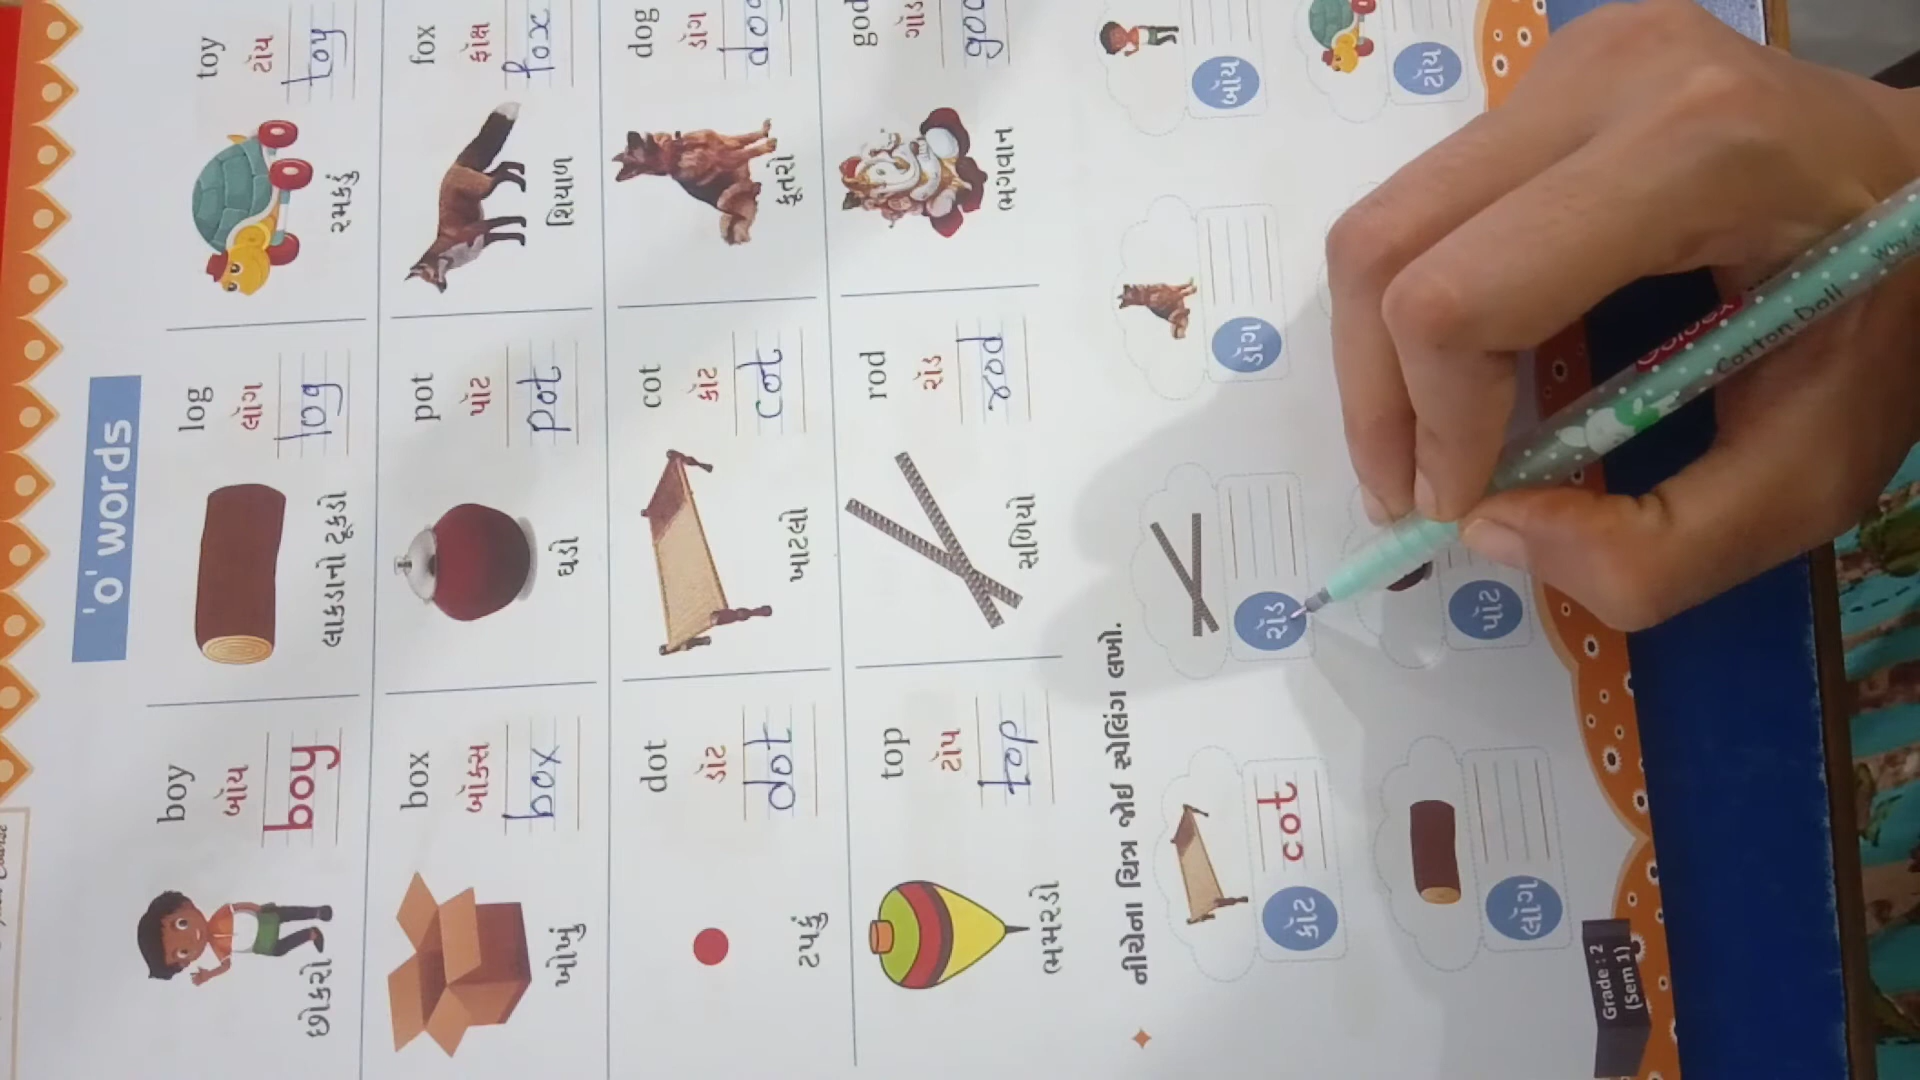 'o' words
boy
બૉય
boy
છોકરો
log
લૉગ
log
લાકડાનો ટૂકડો
toy
ટૉય
toy
રમકડું
box
બૉક્સ
box
ખોખું
pot
પૉટ
pot
ઘડો
fox
ફૉક્ષ
fox
શિયાળ
dot
ડૉટ
dot
ટપકું
cot
કૉટ
cot
ખાટલો
dog
ડૉગ
કૂતરો
top
ટૉપ
top
ભમરડો
rod
રૉડ
rod
સળિયો
god
ગૉડ
god
ભગવાન
નીચેના ચિત્ર જોઈ સ્પેલિંગ લખો.
કૉટ
cot
રૉડ
ડૉગ
બૉય
લૉગ
પૉટ
ટૉય
Grade : 2
(Sem 1)
Cotton Doll